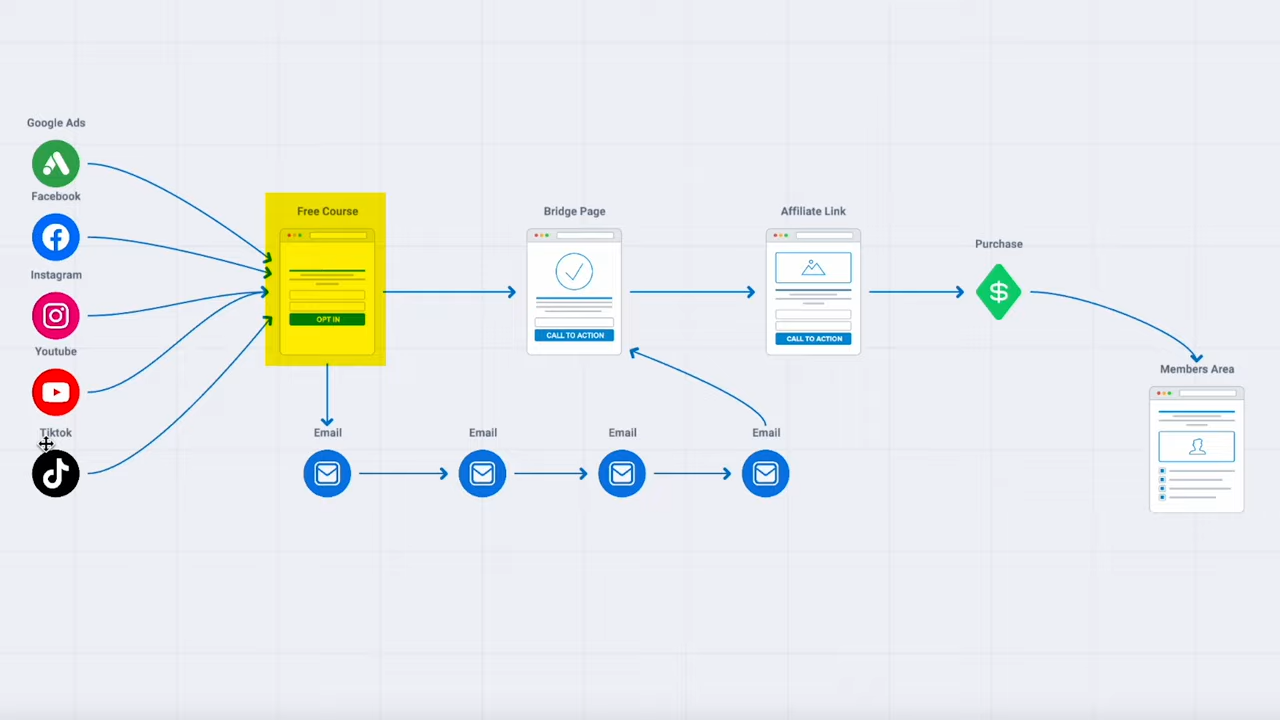 Google Ads
Facebook
Instagram
Youtube
Tiktok
Free Course
OPT IN
Bridge Page
CALL TO ACTION
Affiliate Link
CALL TO ACTION
Purchase
$
Members Area
Email
Email
Email
Email